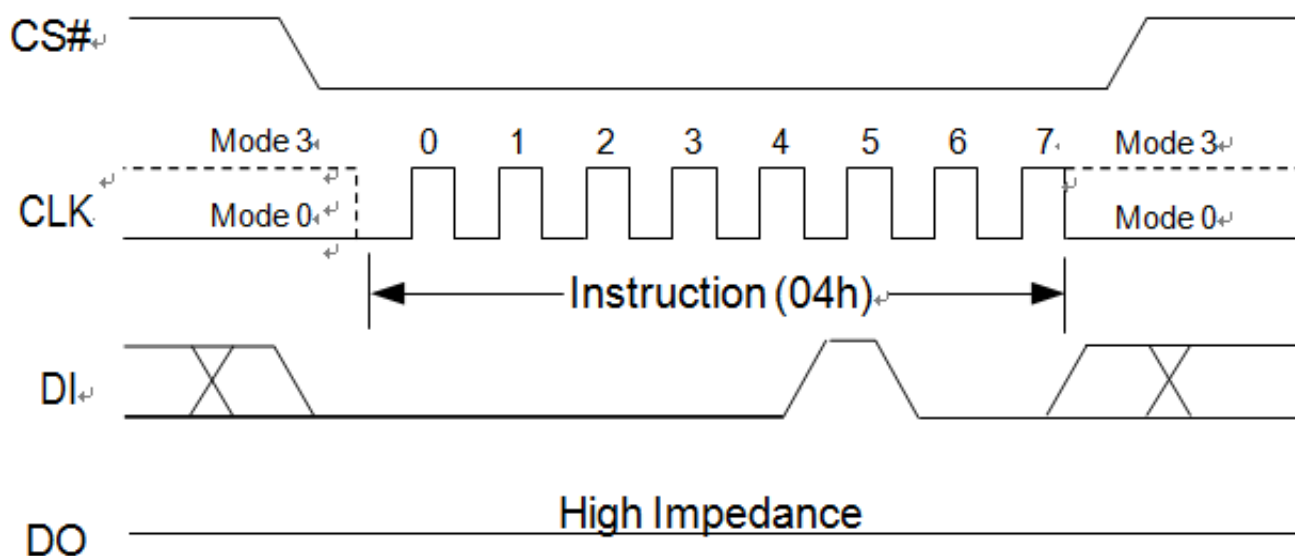 CS#
Mode 3 0 1 2 3 4 5 6 7 Mode 3
CLK Mode 0 Mode 0
Instruction (04h)
DI
High Impedance
DO